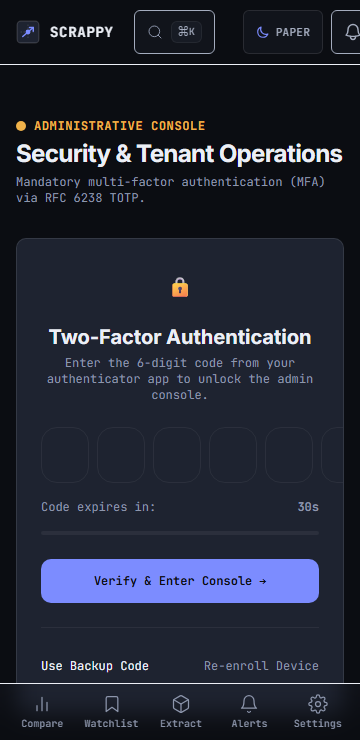 SCRAPPY ⌘K PAPER
ADMINISTRATIVE CONSOLE
Security & Tenant Operations
Mandatory multi-factor authentication (MFA)
via RFC 6238 TOTP.
Two-Factor Authentication
Enter the 6-digit code from your
authenticator app to unlock the admin
console.
Code expires in: 30s
Verify & Enter Console →
Use Backup Code Re-enroll Device
Compare Watchlist Extract Alerts Settings